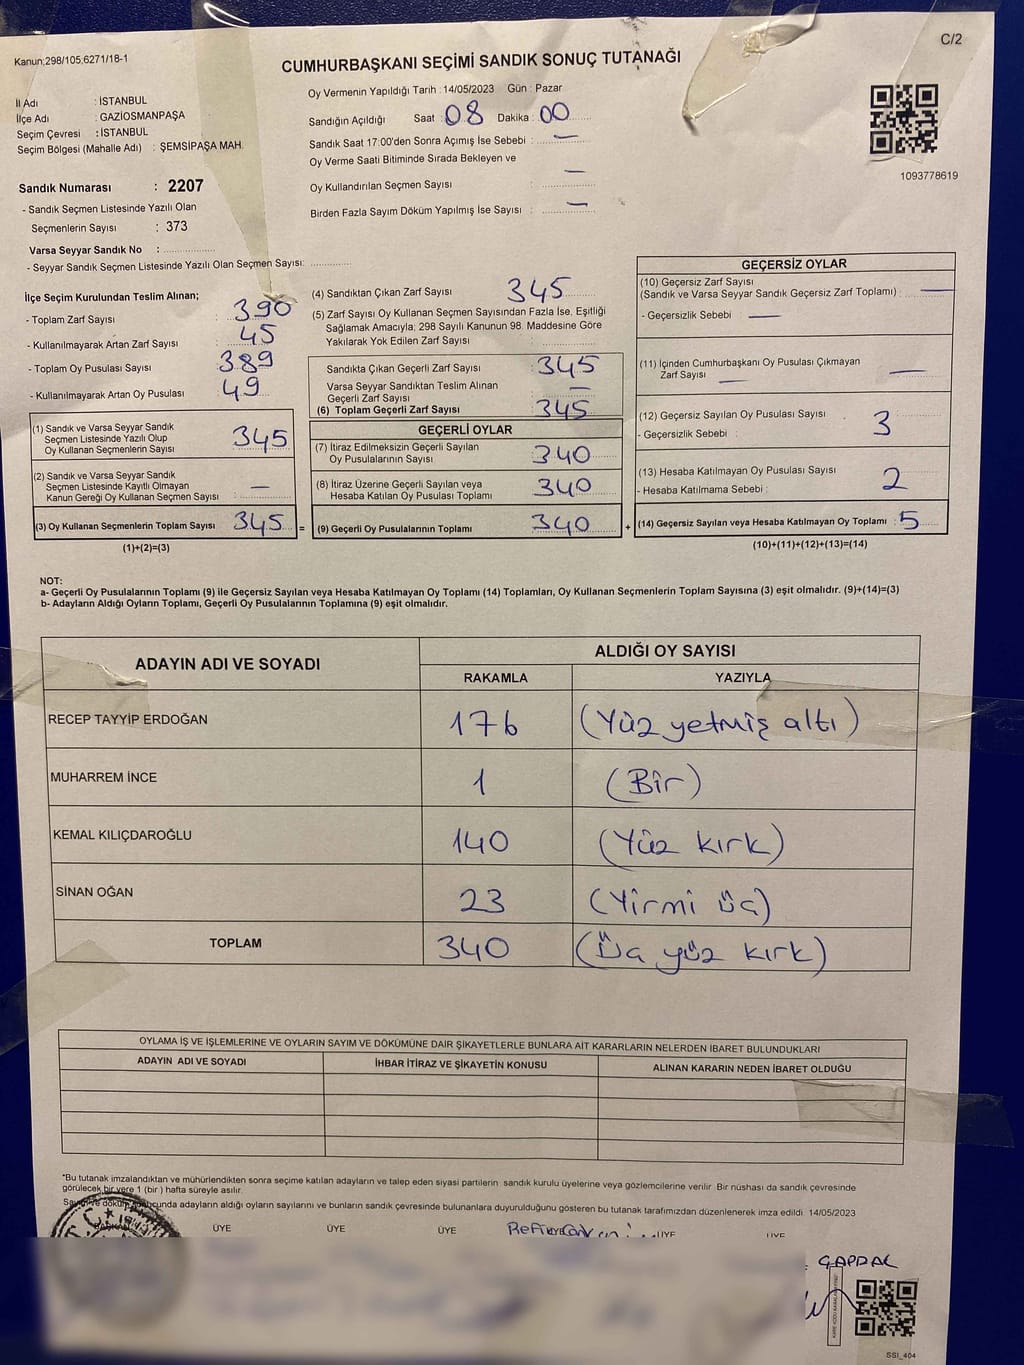 C/2
Kanun;298/105;6271/18-1
CUMHURBAŞKANI SEÇİMİ SANDIK SONUÇ TUTANAĞI
İl Adı : İSTANBUL
İlçe Adı : GAZİOSMANPAŞA
Seçim Çevresi : İSTANBUL
Seçim Bölgesi (Mahalle Adı) : ŞEMSİPAŞA MAH.
Sandık Numarası : 2207
- Sandık Seçmen Listesinde Yazılı Olan
Seçmenlerin Sayısı : 373
Varsa Seyyar Sandık No :
- Seyyar Sandık Seçmen Listesinde Yazılı Olan Seçmen Sayısı:
Oy Vermenin Yapıldığı Tarih : 14/05/2023 Gün : Pazar
Sandığın Açıldığı Saat : 08 Dakika : 00
Sandık Saat 17:00'den Sonra Açımış İse Sebebi : —
Oy Verme Saati Bitiminde Sırada Bekleyen ve
Oy Kullandırılan Seçmen Sayısı : —
Birden Fazla Sayım Döküm Yapılmış İse Sayısı : —
1093778619
İlçe Seçim Kurulundan Teslim Alınan;
- Toplam Zarf Sayısı : 390
- Kullanılmayarak Artan Zarf Sayısı : 45
- Toplam Oy Pusulası Sayısı : 389
- Kullanılmayarak Artan Oy Pusulası : 49
(1) Sandık ve Varsa Seyyar Sandık
Seçmen Listesinde Yazılı Olup
Oy Kullanan Seçmenlerin Sayısı : 345
(2) Sandık ve Varsa Seyyar Sandık
Seçmen Listesinde Kayıtlı Olmayan
Kanun Gereği Oy Kullanan Seçmen Sayısı : —
(3) Oy Kullanan Seçmenlerin Toplam Sayısı 345 =
(1)+(2)=(3)
(4) Sandıktan Çıkan Zarf Sayısı : 345
(5) Zarf Sayısı Oy Kullanan Seçmen Sayısından Fazla İse, Eşitliği
Sağlamak Amacıyla; 298 Sayılı Kanunun 98. Maddesine Göre
Yakılarak Yok Edilen Zarf Sayısı :
Sandıkta Çıkan Geçerli Zarf Sayısı : 345
Varsa Seyyar Sandıktan Teslim Alınan
Geçerli Zarf Sayısı : —
(6) Toplam Geçerli Zarf Sayısı : 345
GEÇERLİ OYLAR
(7) İtiraz Edilmeksizin Geçerli Sayılan
Oy Pusulalarının Sayısı : 340
(8) İtiraz Üzerine Geçerli Sayılan veya
Hesaba Katılan Oy Pusulası Toplamı : 340
(9) Geçerli Oy Pusulalarının Toplamı : 340 +
GEÇERSİZ OYLAR
(10) Geçersiz Zarf Sayısı
(Sandık ve Varsa Seyyar Sandık Geçersiz Zarf Toplamı) : —
- Geçersizlik Sebebi : —
(11) İçinden Cumhurbaşkanı Oy Pusulası Çıkmayan
Zarf Sayısı : —
(12) Geçersiz Sayılan Oy Pusulası Sayısı : 3
- Geçersizlik Sebebi :
(13) Hesaba Katılmayan Oy Pusulası Sayısı : 2
- Hesaba Katılmama Sebebi :
(14) Geçersiz Sayılan veya Hesaba Katılmayan Oy Toplamı : 5
(10)+(11)+(12)+(13)=(14)
NOT:
a- Geçerli Oy Pusulalarının Toplamı (9) ile Geçersiz Sayılan veya Hesaba Katılmayan Oy Toplamı (14) Toplamları, Oy Kullanan Seçmenlerin Toplam Sayısına (3) eşit olmalıdır. (9)+(14)=(3)
b- Adayların Aldığı Oyların Toplamı, Geçerli Oy Pusulalarının Toplamına (9) eşit olmalıdır.
ADAYIN ADI VE SOYADI ALDIĞI OY SAYISI
RAKAMLA YAZIYLA
RECEP TAYYİP ERDOĞAN 176 (Yüz yetmiş altı)
MUHARREM İNCE 1 (Bir)
KEMAL KILIÇDAROĞLU 140 (Yüz kırk)
SİNAN OĞAN 23 (Yirmi üç)
TOPLAM 340 (Üç yüz kırk)
OYLAMA İŞ VE İŞLEMLERİNE VE OYLARIN SAYIM VE DÖKÜMÜNE DAİR ŞİKAYETLERLE BUNLARA AİT KARARLARIN NELERDEN İBARET BULUNDUKLARI
ADAYIN ADI VE SOYADI İHBAR İTİRAZ VE ŞİKAYETİN KONUSU ALINAN KARARIN NEDEN İBARET OLDUĞU
*Bu tutanak imzalandıktan ve mühürlendikten sonra seçime katılan adayların ve talep eden siyasi partilerin sandık kurulu üyelerine veya gözlemcilerine verilir. Bir nüshası da sandık çevresinde
görülecek bir yere 1 (bir) hafta süreyle asılır.
adayların aldığı oyların sayılarını ve bunların sandık çevresinde bulunanlara duyurulduğunu gösteren bu tutanak tarafımızdan düzenlenerek imza edildi. 14/05/2023
BAŞKAN ÜYE ÜYE ÜYE ÜYE ÜYE
SSI_404